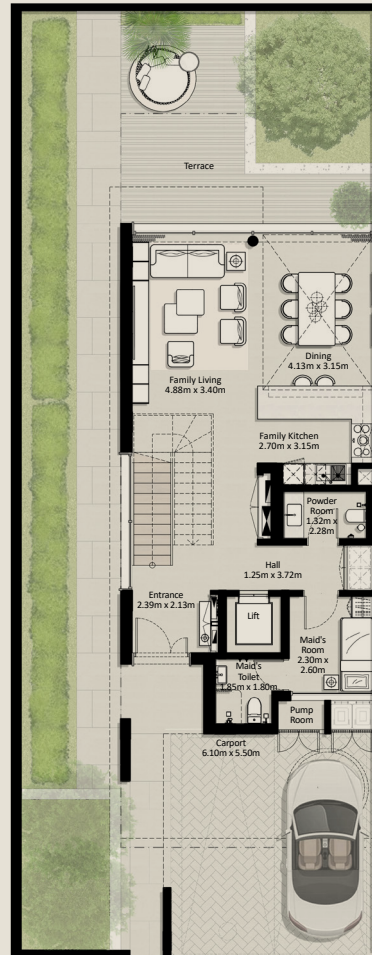 Terrace
Dining
4.13m x 3.15m
Family Living
4.88m x 3.40m
Family Kitchen
2.70m x 3.15m
Powder
Room
1.32m x
2.28m
Hall
1.25m x 3.72m
Entrance
2.39m x 2.13m
Lift
Maid's
Room
2.30m x
2.60m
Maid's
Toilet
1.85m x 1.80m
Pump
Room
Carport
6.10m x 5.50m